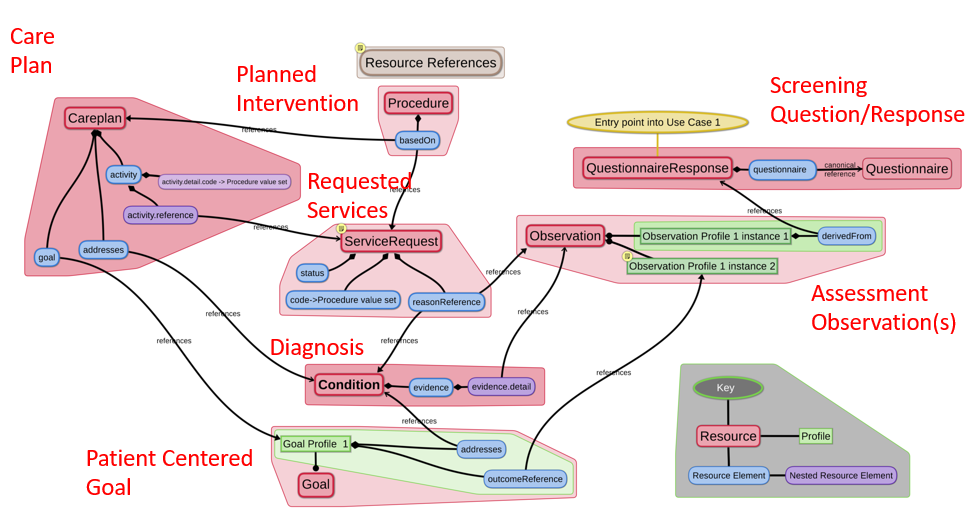 Care
Plan
Resource References
Planned
Intervention
Procedure
basedOn
references
references
Screening
Question/Response
Entry point into Use Case 1
QuestionnaireResponse
questionnaire
canonical
reference
Questionnaire
references
Careplan
activity
activity.detail.code -> Procedure value set
activity.reference
references
addresses
goal
Requested
Services
ServiceRequest
status
code->Procedure value set
reasonReference
references
references
Observation
Observation Profile 1 instance 1
derivedFrom
Observation Profile 1 instance 2
Assessment
Observation(s)
references
references
references
references
Diagnosis
Condition
evidence
evidence.detail
references
Patient Centered
Goal
Goal Profile 1
addresses
outcomeReference
Goal
Key
Resource
Profile
Resource Element
Nested Resource Element